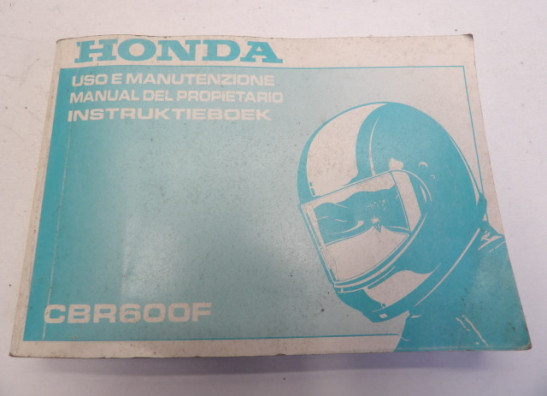 HONDA
USO E MANUTENZIONE
MANUAL DEL PROPIETARIO
INSTRUKTIEBOEK
CBR600F